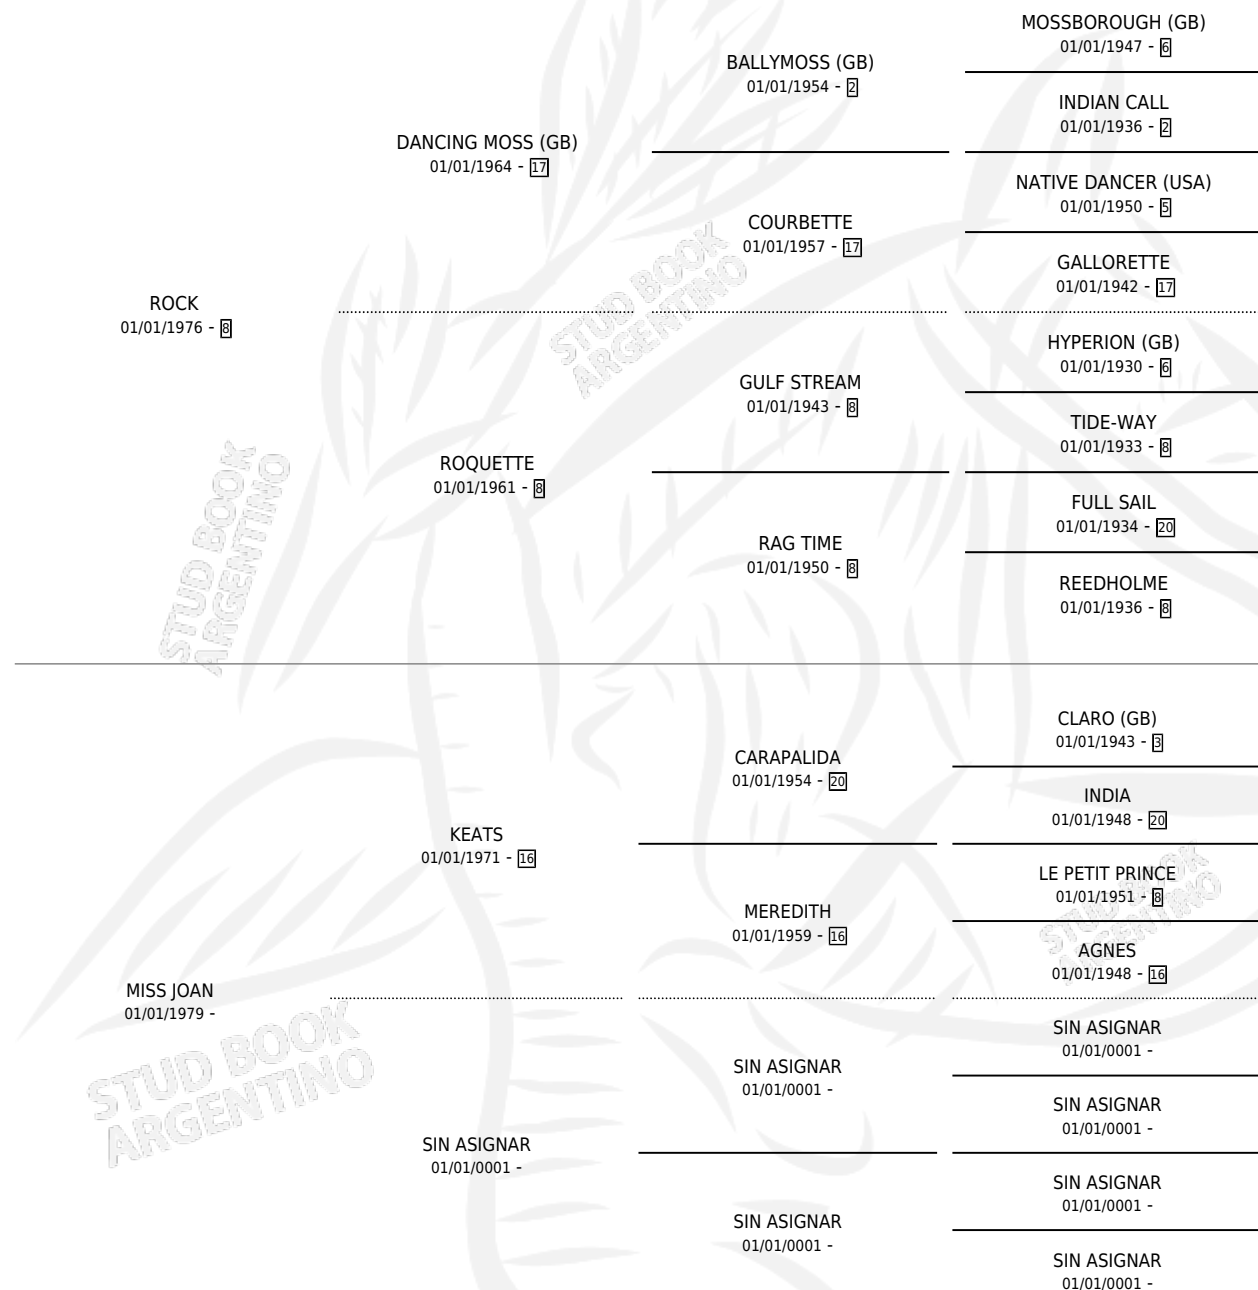 MOSSBOROUGH (GB)
01/01/1947 - 6
BALLYMOSS (GB)
01/01/1954 - 2
INDIAN CALL
01/01/1936 - 2
DANCING MOSS (GB)
01/01/1964 - 17
NATIVE DANCER (USA)
01/01/1950 - 5
COURBETTE
01/01/1957 - 17
GALLORETTE
01/01/1942 - 17
ROCK
01/01/1976 - 8
STUD BOOK
ARGENTINO
HYPERION (GB)
01/01/1930 - 6
GULF STREAM
01/01/1943 - 8
TIDE-WAY
01/01/1933 - 8
ROQUETTE
01/01/1961 - 8
STUD BOOK
ARGENTINO
FULL SAIL
01/01/1934 - 20
RAG TIME
01/01/1950 - 8
REEDHOLME
01/01/1936 - 8
CLARO (GB)
01/01/1943 - 3
CARAPALIDA
01/01/1954 - 20
INDIA
01/01/1948 - 20
KEATS
01/01/1971 - 16
LE PETIT PRINCE
01/01/1951 - 8
STUD BOOK
ARGENTINO
MEREDITH
01/01/1959 - 16
AGNES
01/01/1948 - 16
MISS JOAN
01/01/1979 -
STUD BOOK
ARGENTINO
SIN ASIGNAR
01/01/0001 -
SIN ASIGNAR
01/01/0001 -
SIN ASIGNAR
01/01/0001 -
SIN ASIGNAR
01/01/0001 -
SIN ASIGNAR
01/01/0001 -
SIN ASIGNAR
01/01/0001 -
SIN ASIGNAR
01/01/0001 -